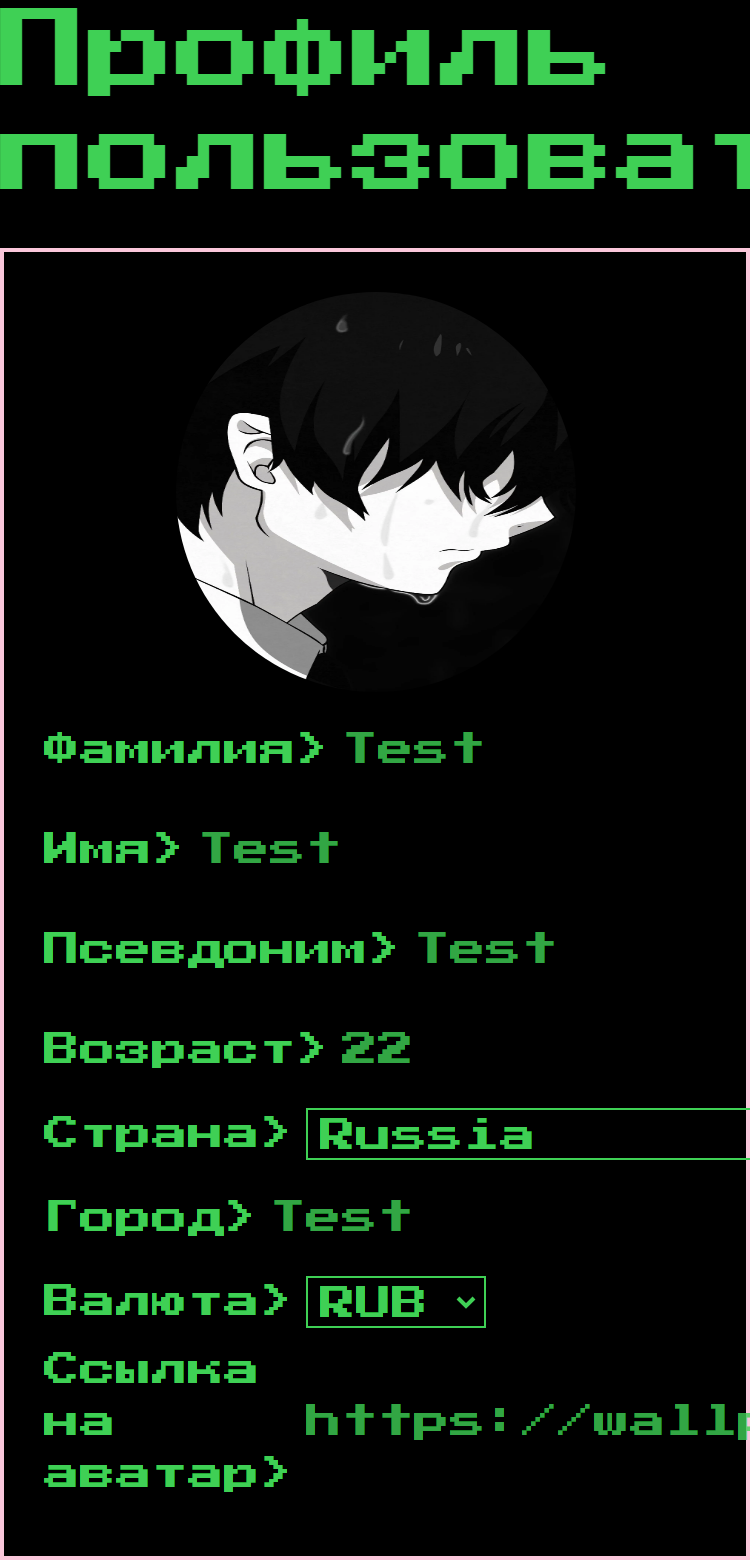 Профиль
пользоват
Фамилия> Test
Имя> Test
Псевдоним> Test
Возраст> 22
Страна> Russia
Город> Test
Валюта> RUB
Ссылка
на
аватар> https://wallp